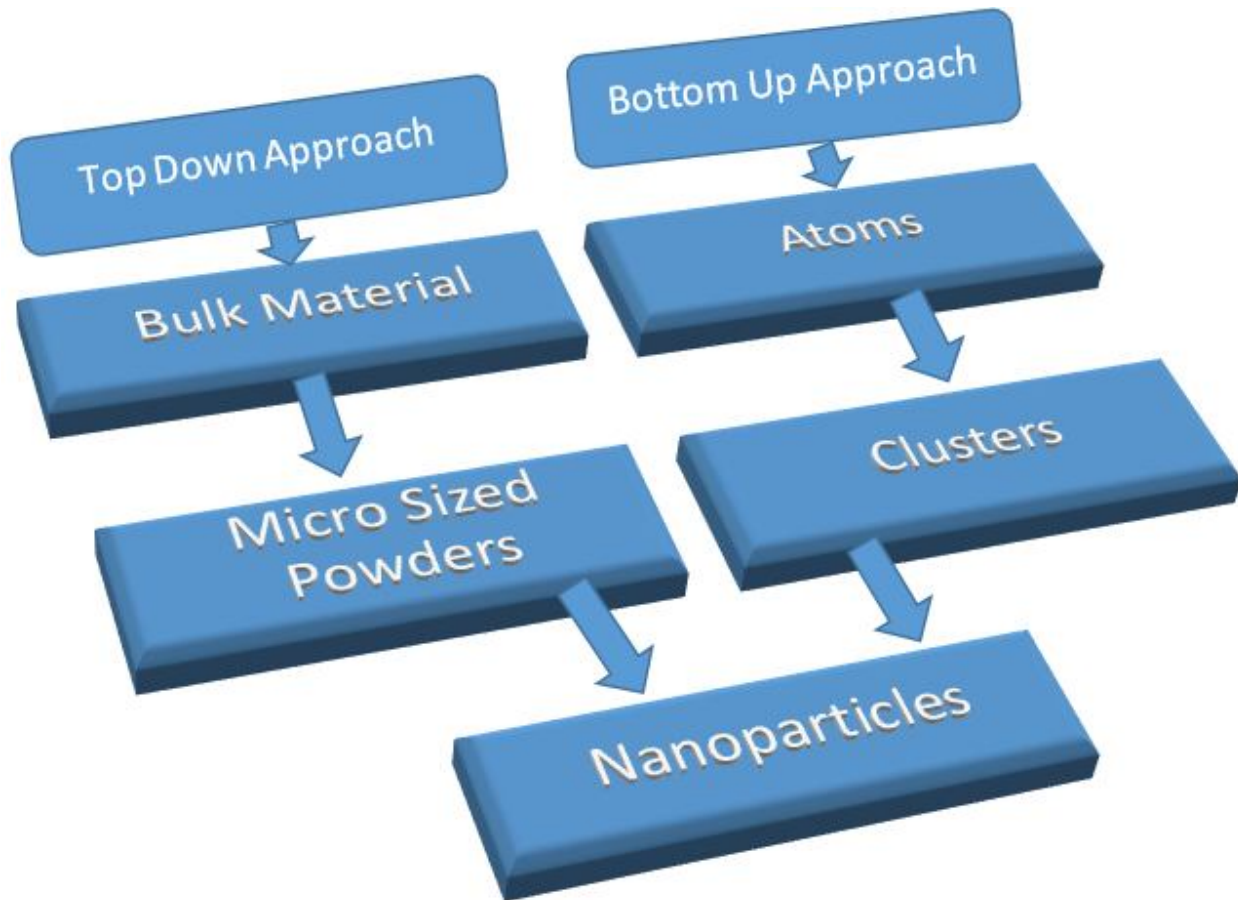 Top Down Approach
Bulk Material
Micro Sized
Powders
Bottom Up Approach
Atoms
Clusters
Nanoparticles